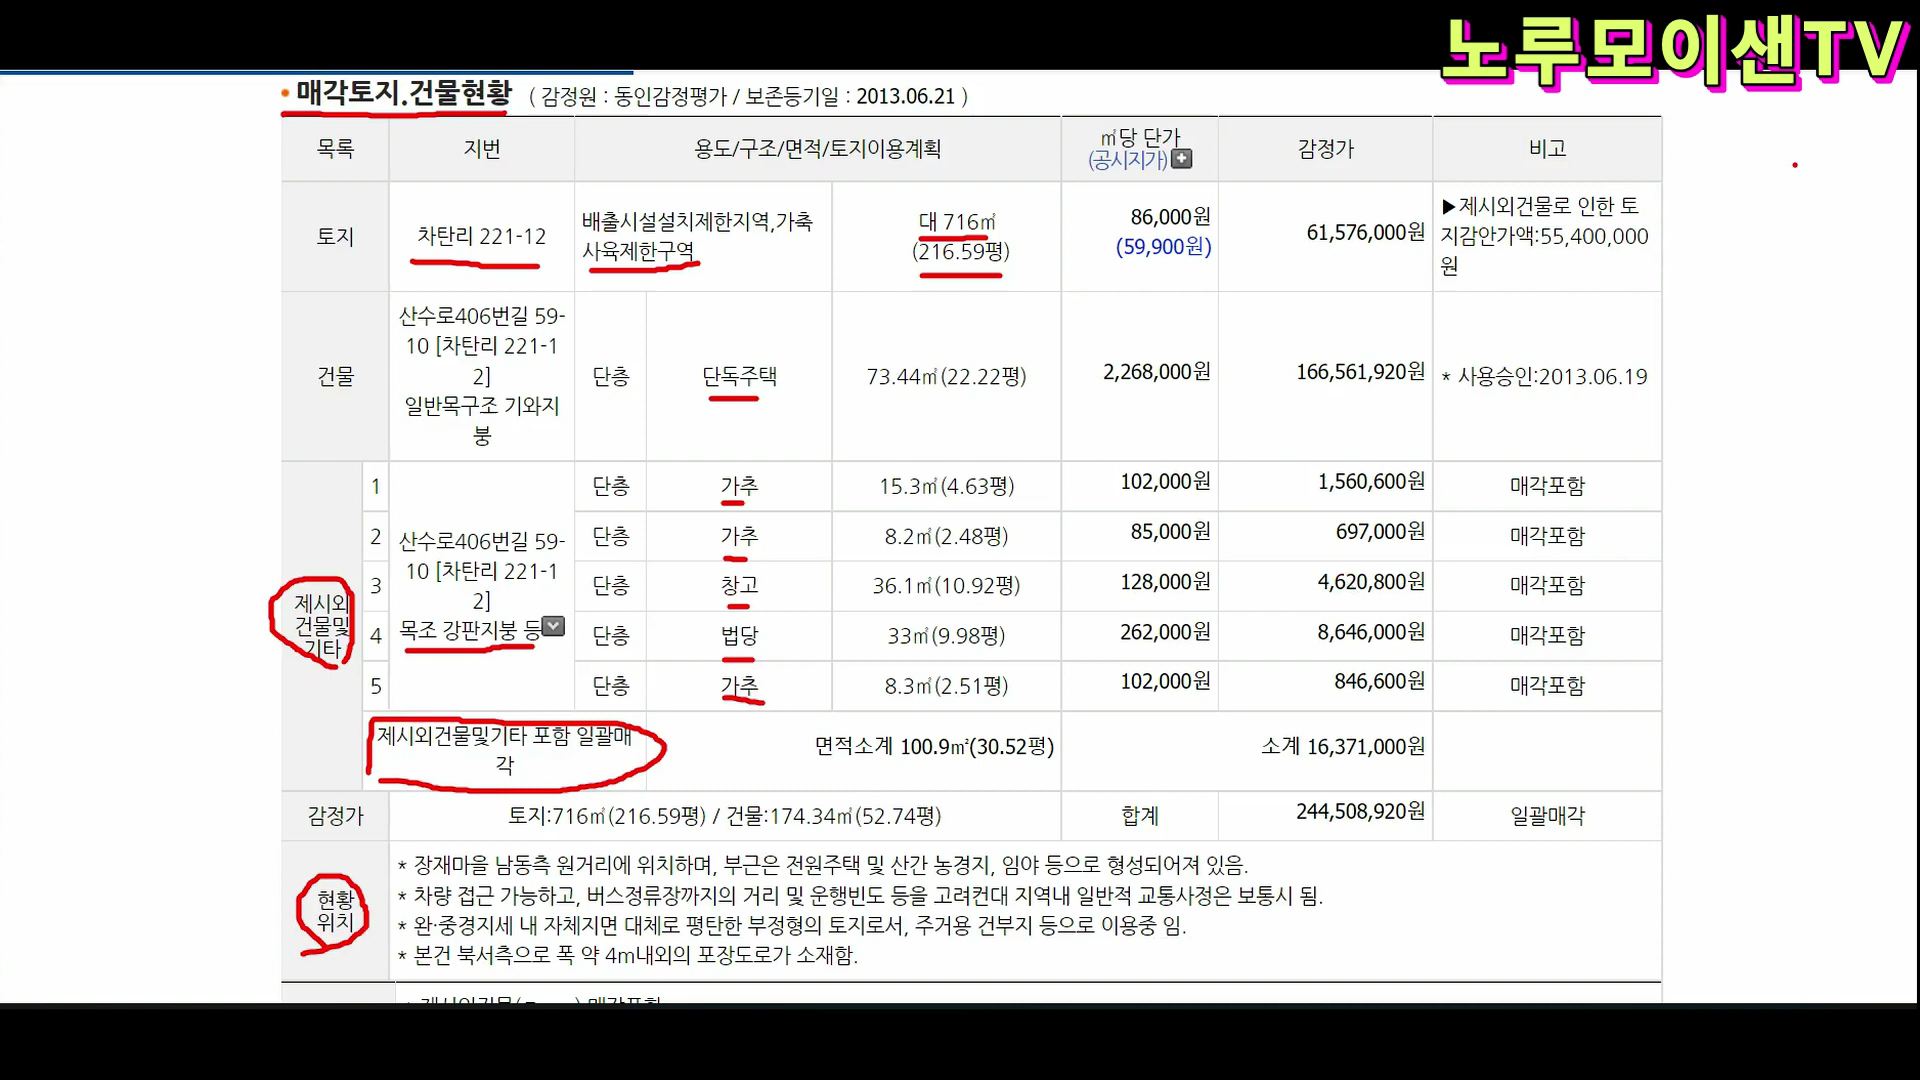 노루모이샌TV
• 매각토지.건물현황 ( 감정원 : 동인감정평가 / 보존등기일 : 2013.06.21 )
목록 지번 용도/구조/면적/토지이용계획 ㎡당 단가 감정가 비고
(공시지가)
토지 차탄리 221-12 배출시설설치제한지역,가축 대 716㎡ 86,000원 61,576,000원 ▶제시외건물로 인한 토
사육제한구역 (216.59평) (59,900원) 지감안가액:55,400,000
원
산수로406번길 59-
10 [차탄리 221-1
건물 2] 단층 단독주택 73.44㎡(22.22평) 2,268,000원 166,561,920원 * 사용승인:2013.06.19
일반목구조 기와지
붕
1 단층 가추 15.3㎡(4.63평) 102,000원 1,560,600원 매각포함
2 단층 가추 8.2㎡(2.48평) 85,000원 697,000원 매각포함
산수로406번길 59-
10 [차탄리 221-1
3 단층 창고 36.1㎡(10.92평) 128,000원 4,620,800원 매각포함
2]
제시외
건물및
기타
목조 강판지붕 등
4 단층 법당 33㎡(9.98평) 262,000원 8,646,000원 매각포함
5 단층 가추 8.3㎡(2.51평) 102,000원 846,600원 매각포함
제시외건물및기타 포함 일괄매
각
면적소계 100.9㎡(30.52평) 소계 16,371,000원
감정가 토지:716㎡(216.59평) / 건물:174.34㎡(52.74평) 합계 244,508,920원 일괄매각
현황
위치
* 장재마을 남동측 원거리에 위치하며, 부근은 전원주택 및 산간 농경지, 임야 등으로 형성되어져 있음.
* 차량 접근 가능하고, 버스정류장까지의 거리 및 운행빈도 등을 고려컨대 지역내 일반적 교통사정은 보통시 됨.
* 완·중경지세 내 자체지면 대체로 평탄한 부정형의 토지로서, 주거용 건부지 등으로 이용중 임.
* 본건 북서측으로 폭 약 4m내외의 포장도로가 소재함.